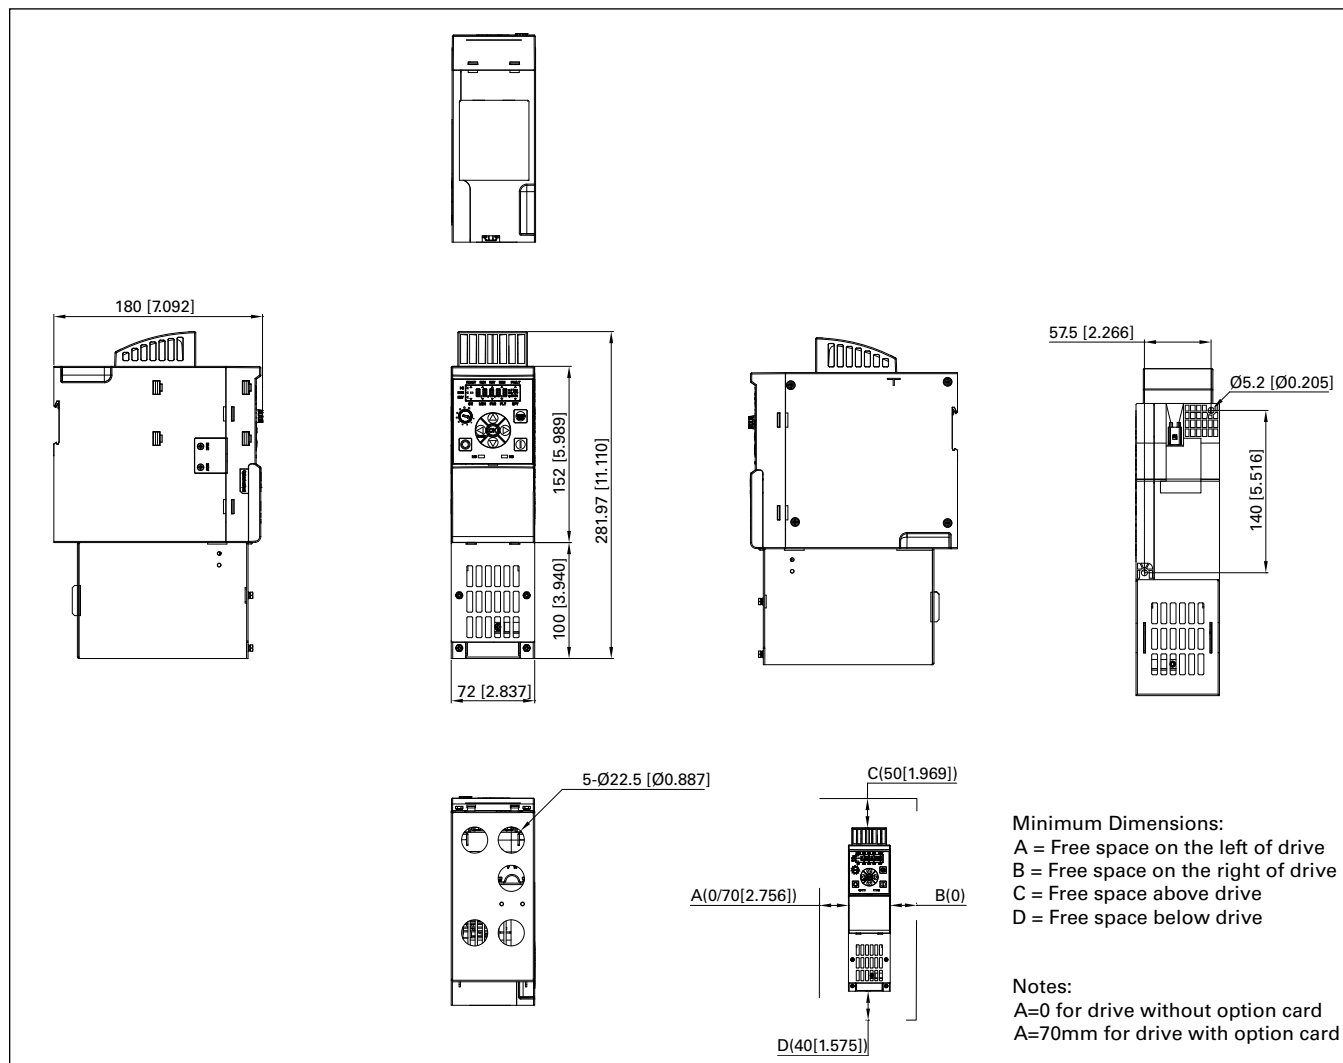 180 [7.092]
152 [5.989]
281.97 [11.110]
100 [3.940]
72 [2.837]
57.5 [2.266]
Ø5.2 [Ø0.205]
140 [5.516]
5-Ø22.5 [Ø0.887]
C(50[1.969])
A(0/70[2.756])
B(0)
D(40[1.575])
Minimum Dimensions:
A = Free space on the left of drive
B = Free space on the right of drive
C = Free space above drive
D = Free space below drive
Notes:
A=0 for drive without option card
A=70mm for drive with option card